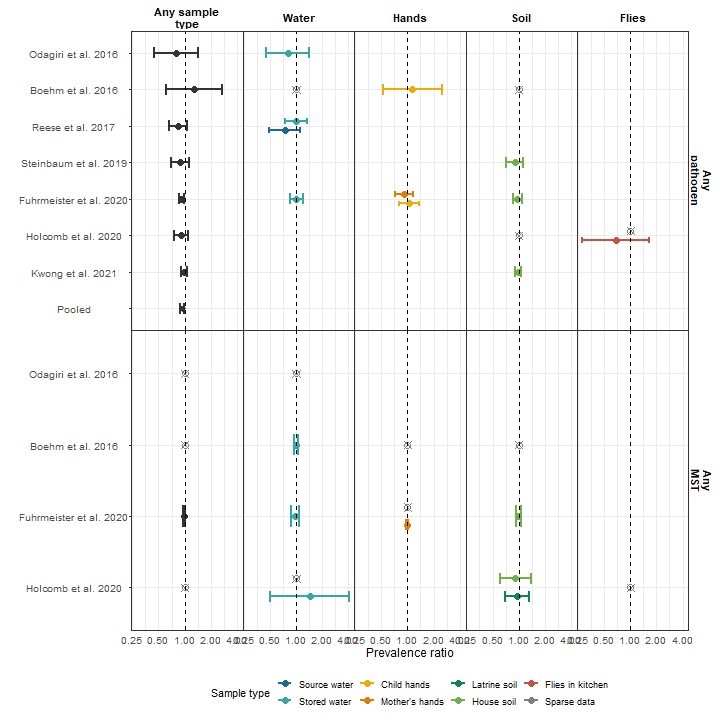 Any sample
type
Water
Hands
Soil
Flies
Odagiri et al. 2016
Boehm et al. 2016
Reese et al. 2017
Steinbaum et al. 2019
Fuhrmeister et al. 2020
Holcomb et al. 2020
Kwong et al. 2021
Pooled
Any
pathogen
Odagiri et al. 2016
Boehm et al. 2016
Fuhrmeister et al. 2020
Holcomb et al. 2020
Any
MST
0.25 0.50 1.00 2.00 4.00
0.25 0.50 1.00 2.00 4.00
0.25 0.50 1.00 2.00 4.00
0.25 0.50 1.00 2.00 4.00
0.25 0.50 1.00 2.00 4.00
Prevalence ratio
Sample type
Source water
Child hands
Latrine soil
Flies in kitchen
Stored water
Mother's hands
House soil
Sparse data